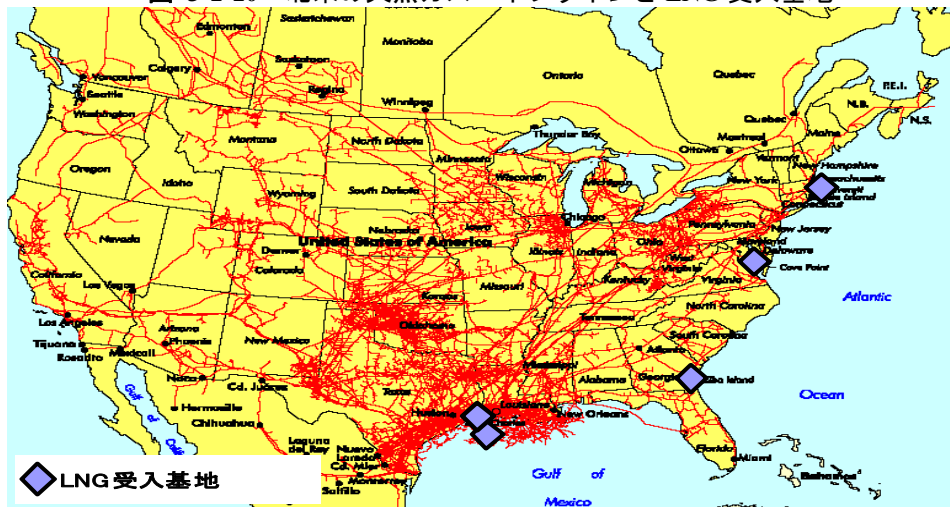 Saskatchewan
Edmonton
Manitoba
Calgary
Saskatoon
Ontario
Quebec
P.E.I.
Vancouver
Regina
Winnipeg
N.B.
N.S.
Seattle
Washington
Thunder Bay
Quebec
Montreal
Maine
Ottawa
Montana
North Dakota
Minnesota
Vermont
New Hampshire
Oregon
Idaho
Wisconsin
Michigan
New York
South Dakota
Wyoming
Chicago
Pennsylvania
New Jersey
Nevada
Nebraska
Iowa
United States of America
Illinois
Indiana
Ohio
Maryland
Delaware
Denver
Colorado
West
Virginia
Virginia
Cove Point
California
Las Vegas
Kansas
Missouri
Kentucky
Atlantic
North Carolina
Los Angeles
Arizona
Oklahoma
Tennessee
South Carolina
Tijuana
Rosarito
Mexicali
Phoenix
New Mexico
Mississippi
Atlanta
Alabama
Georgia
Elba Island
Naco
Cd. Juarez
Texas
Ocean
Hermosillo
Chihuahua
Louisiana
New Orleans
Charles
Gulf
of
Laguna
del Rey
Nuevo
Laredo
Cd. Mier
Monterrey
Saltillo
Florida
Miami
Bahamas
Gulf of
Mexico
LNG受入基地